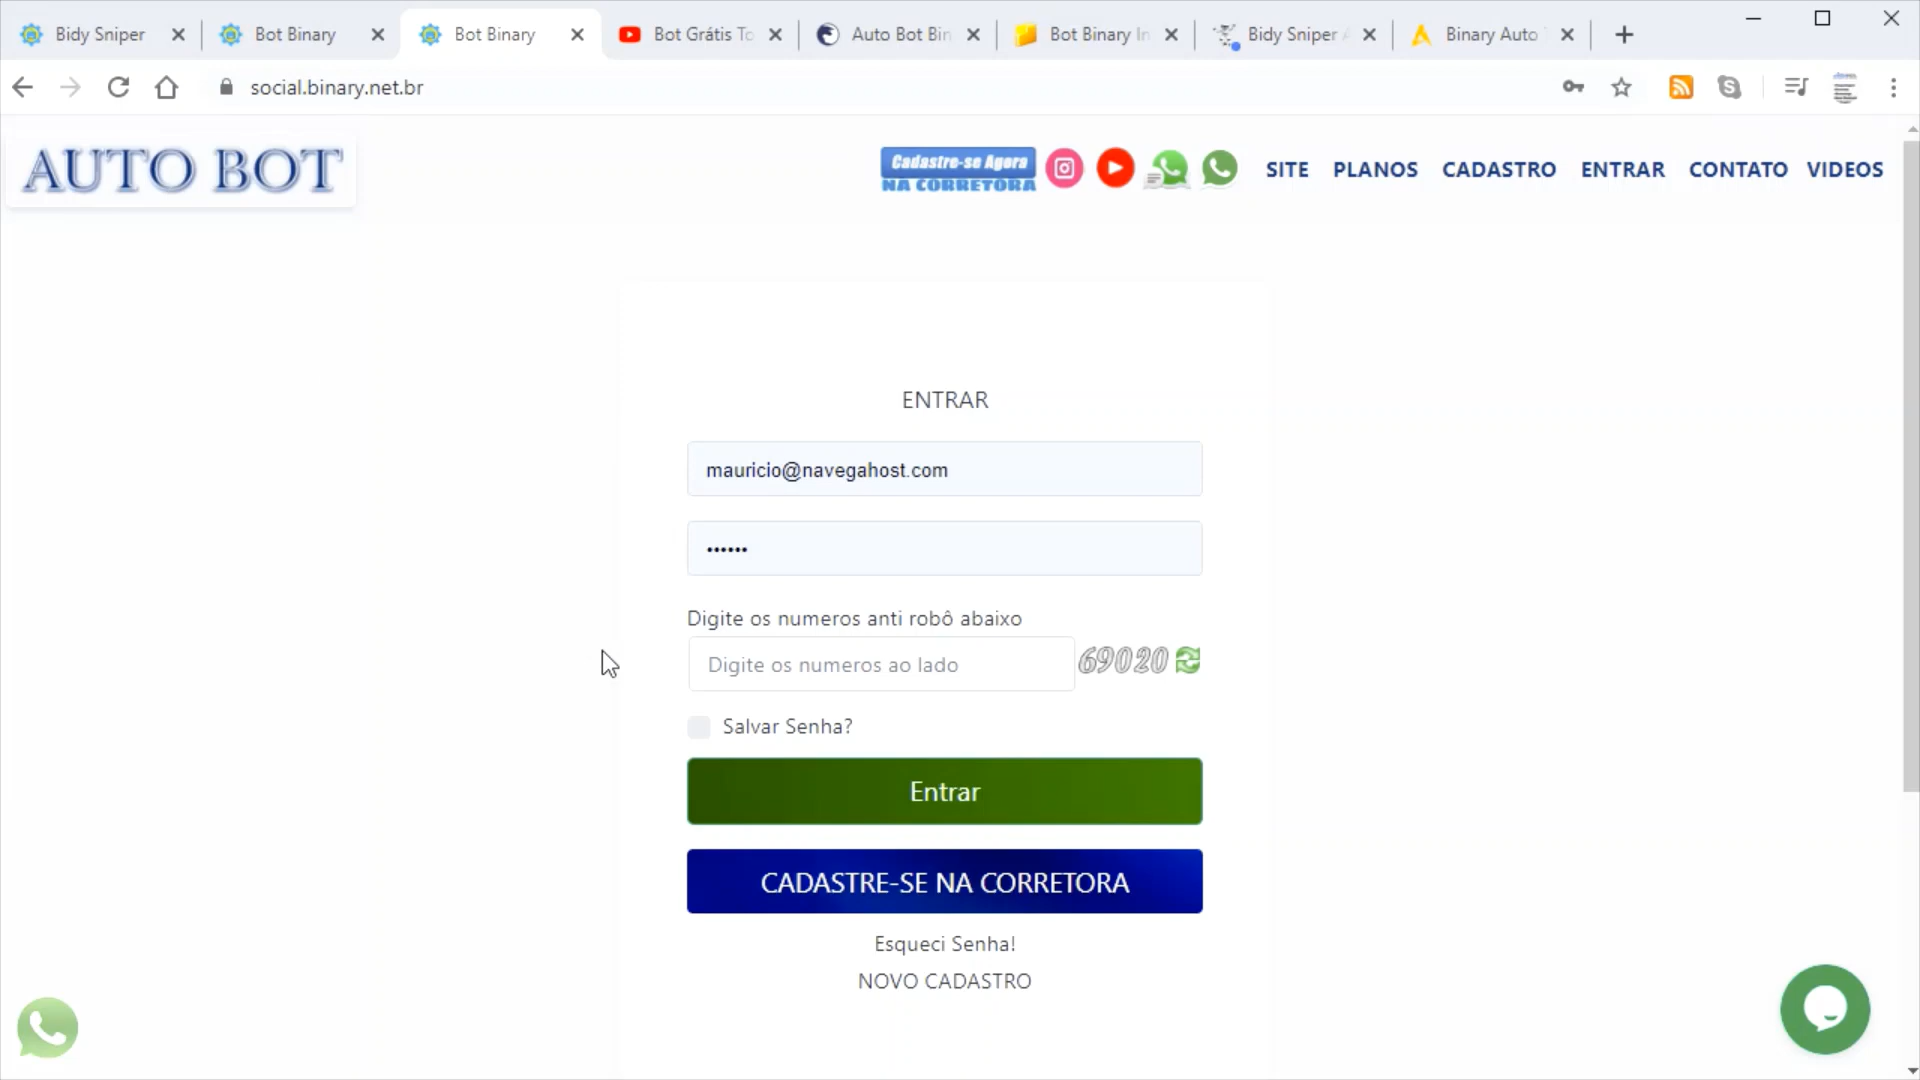 Bidy Sniper
Bot Binary
Bot Binary
Bot Grátis To
Auto Bot Bin
Bot Binary In
Bidy Sniper A
Binary Auto T
social.binary.net.br
AUTO BOT
Cadastre-se Agora
NA CORRETORA
SITE
PLANOS
CADASTRO
ENTRAR
CONTATO
VIDEOS
ENTRAR
mauricio@navegahost.com
••••••
Digite os numeros anti robô abaixo
Digite os numeros ao lado
69020
Salvar Senha?
Entrar
CADASTRE-SE NA CORRETORA
Esqueci Senha!
NOVO CADASTRO